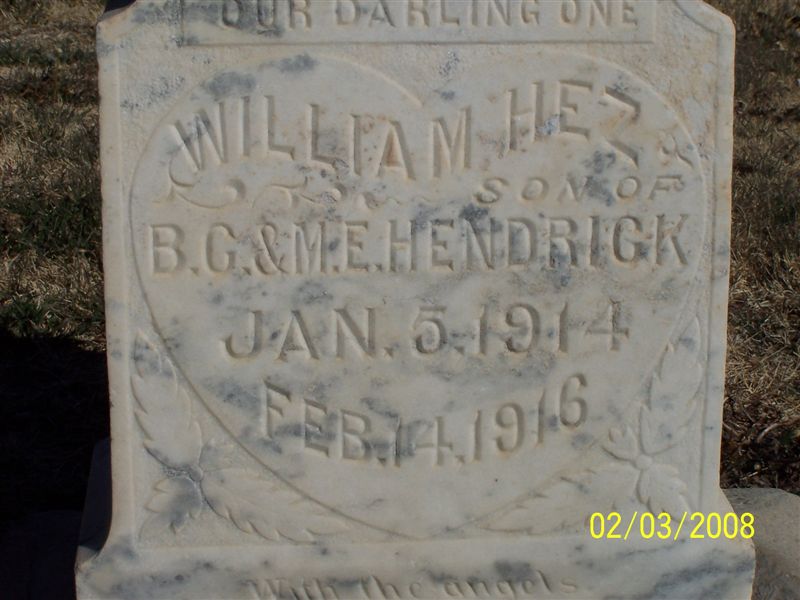 OUR DARLING ONE
WILLIAM HEZ
SON OF
B.C. & M.E. HENDRICK
JAN. 5, 1914
FEB. 14, 1916
With the angels
02/03/2008